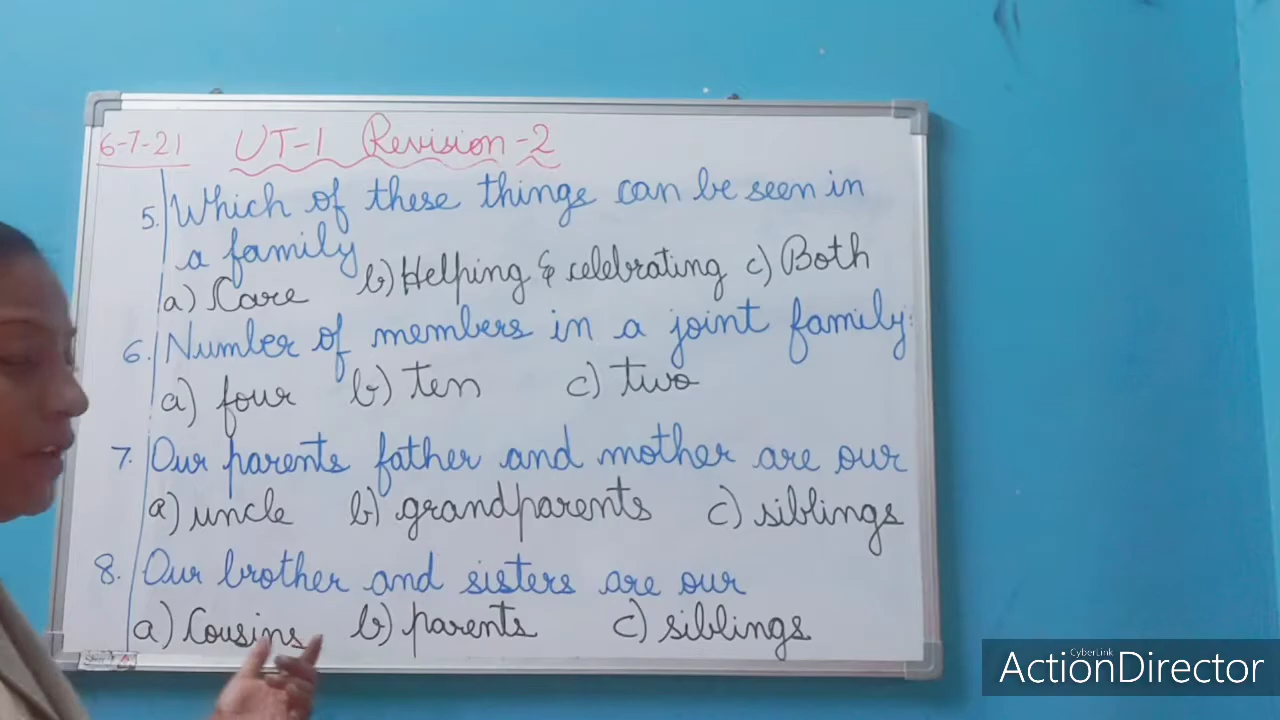 6-7-21 UT-1 Revision-2
5. Which of these things can be seen in
a family
a) Care b) Helping & celebrating c) Both
6. Number of members in a joint family:
a) four b) ten c) two
7. Our parents father and mother are our
a) uncle b) grandparents c) siblings
8. Our brother and sisters are our
a) Cousins b) parents c) siblings
CyberLink
ActionDirector